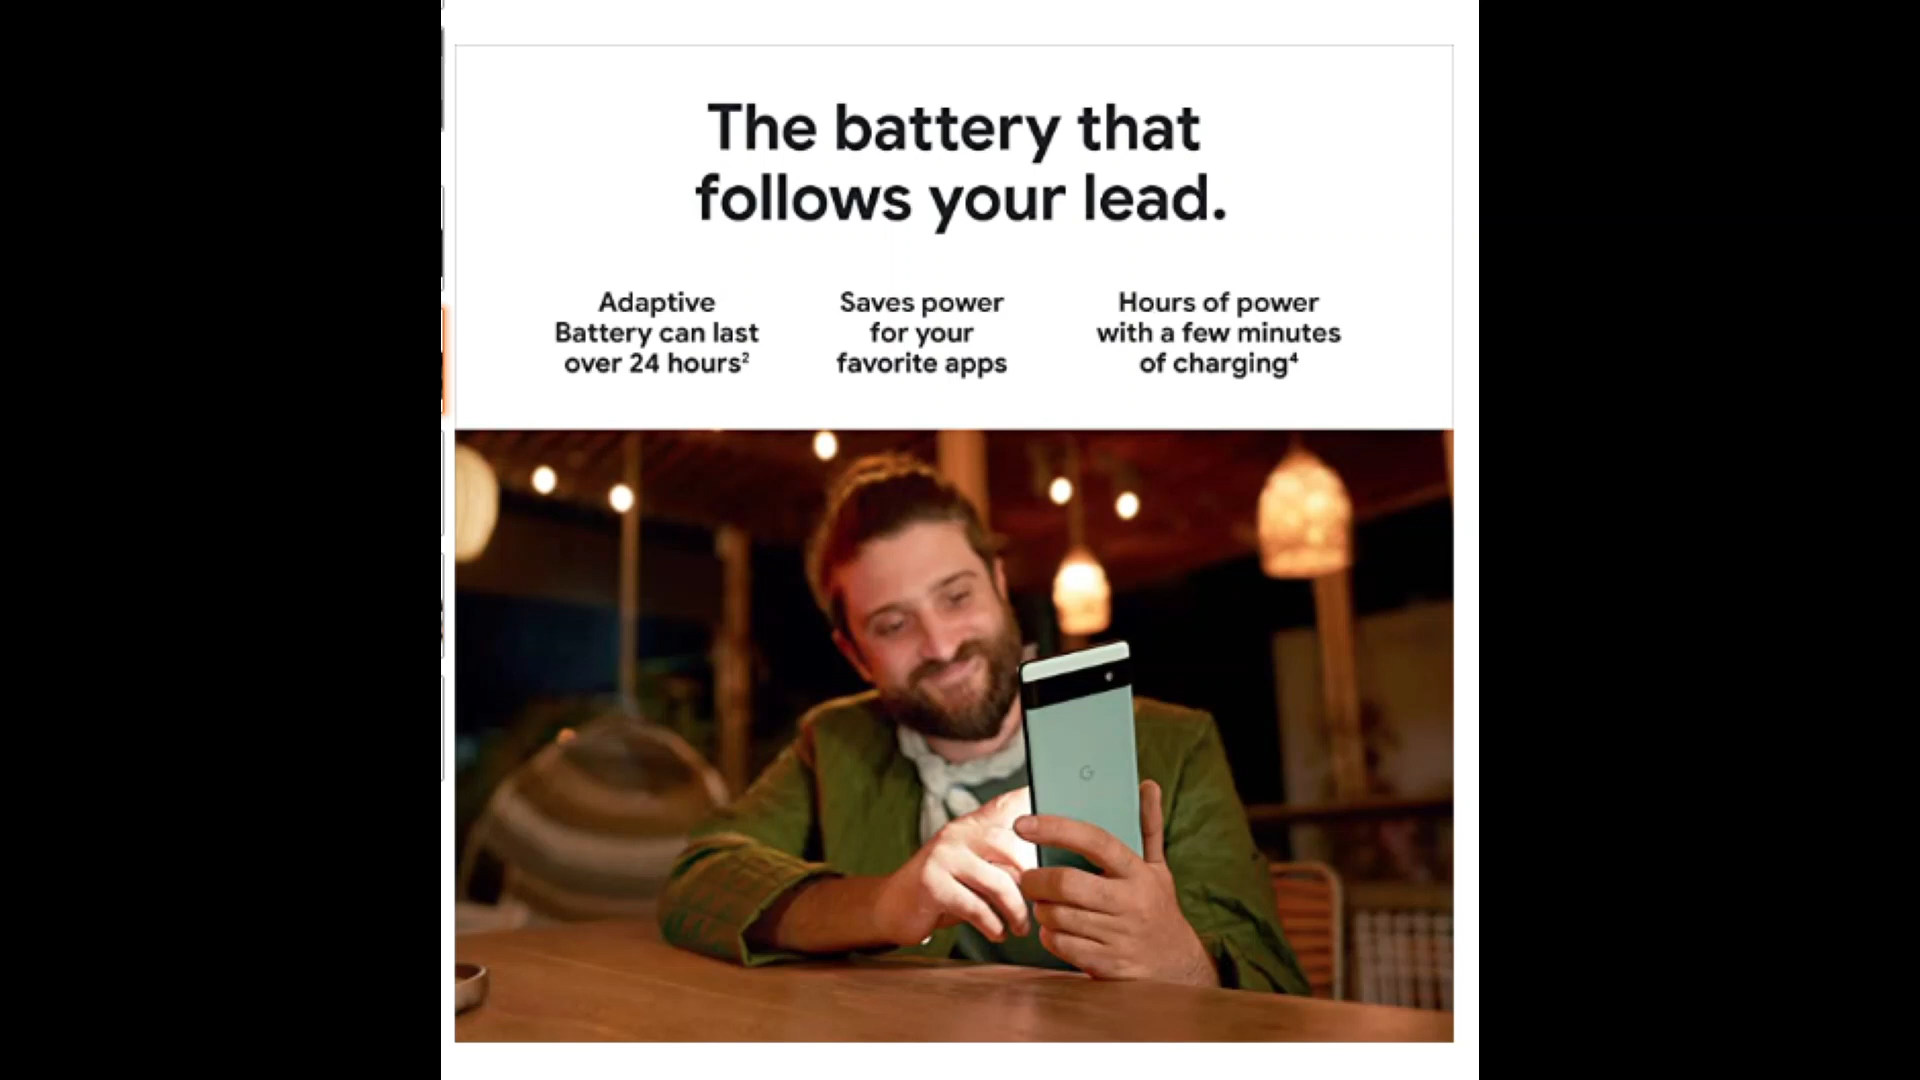 The battery that
follows your lead.
Adaptive
Battery can last
over 24 hours²
Saves power
for your
favorite apps
Hours of power
with a few minutes
of charging⁴
G